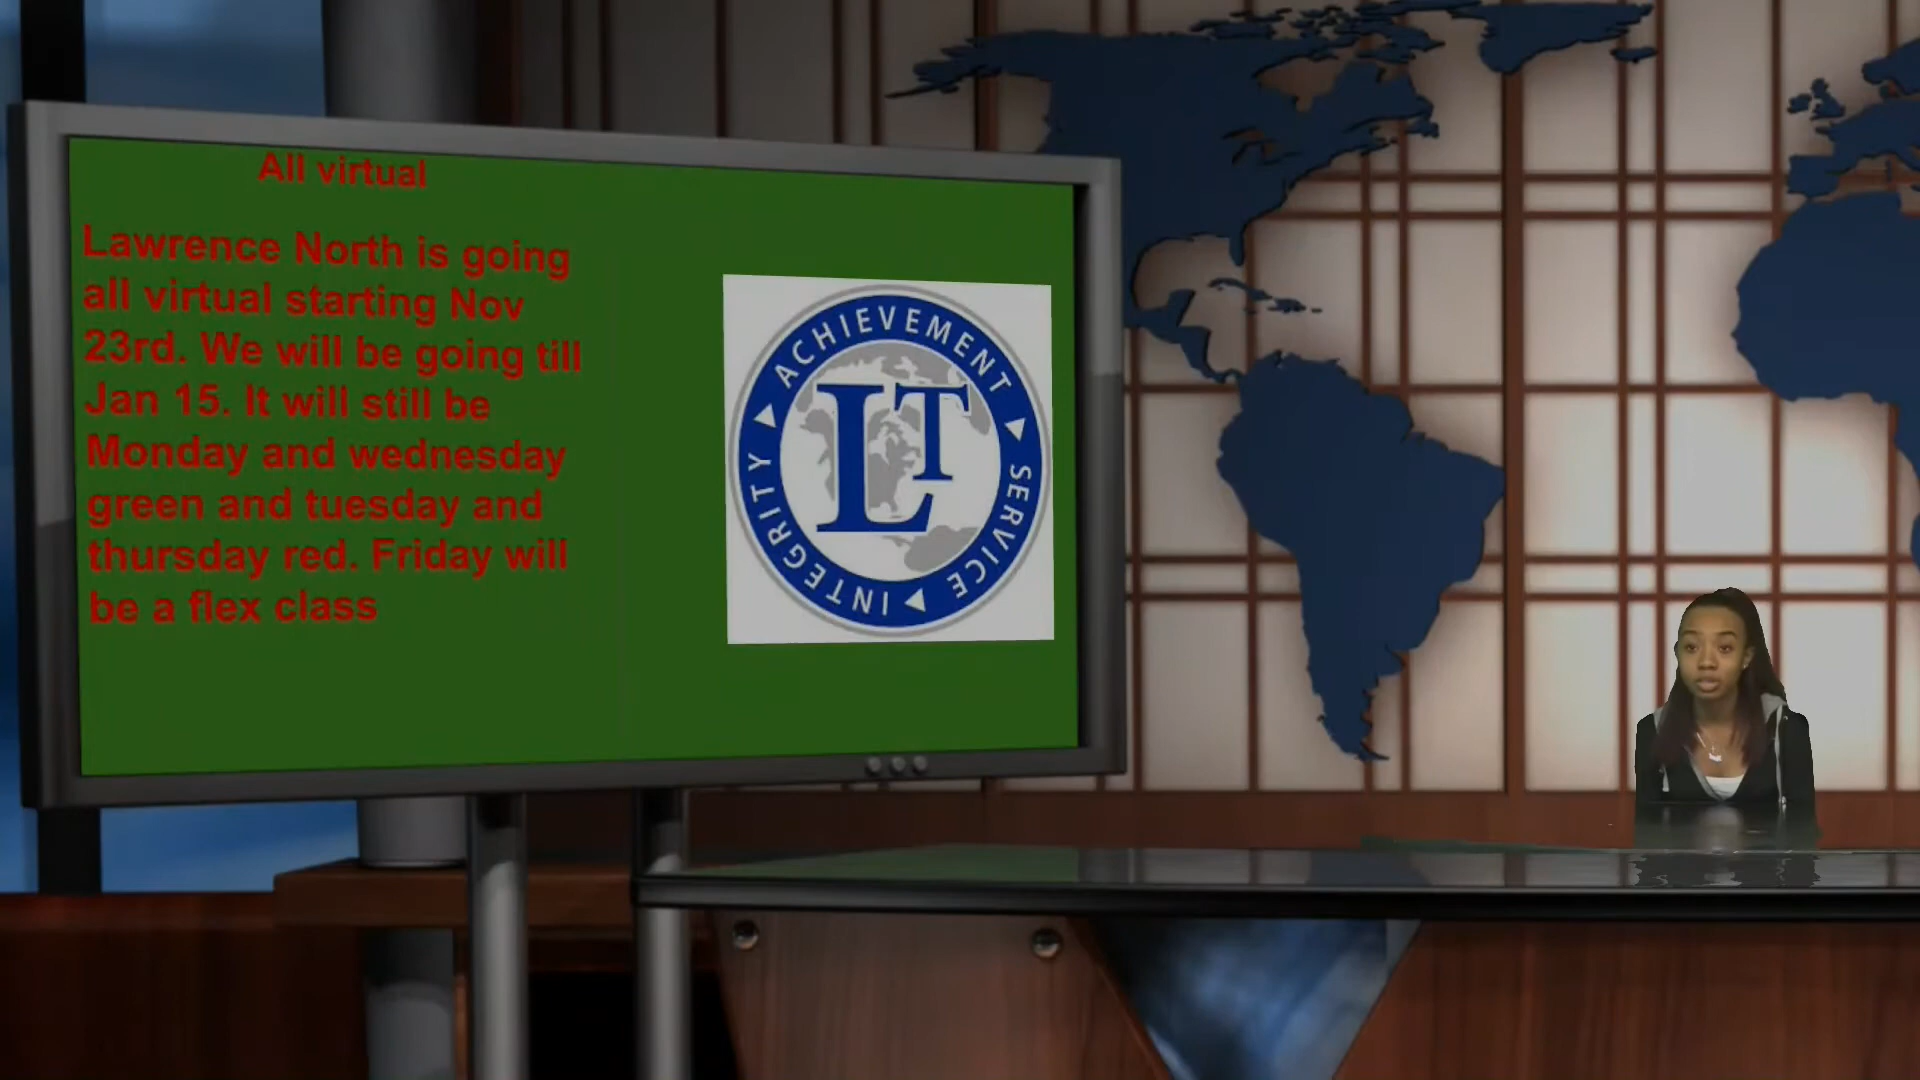 All virtual
Lawrence North is going
all virtual starting Nov
23rd. We will be going till
Jan 15. It will still be
Monday and wednesday
green and tuesday and
thursday red. Friday will
be a flex class
ACHIEVEMENT
SERVICE
INTEGRITY
LT